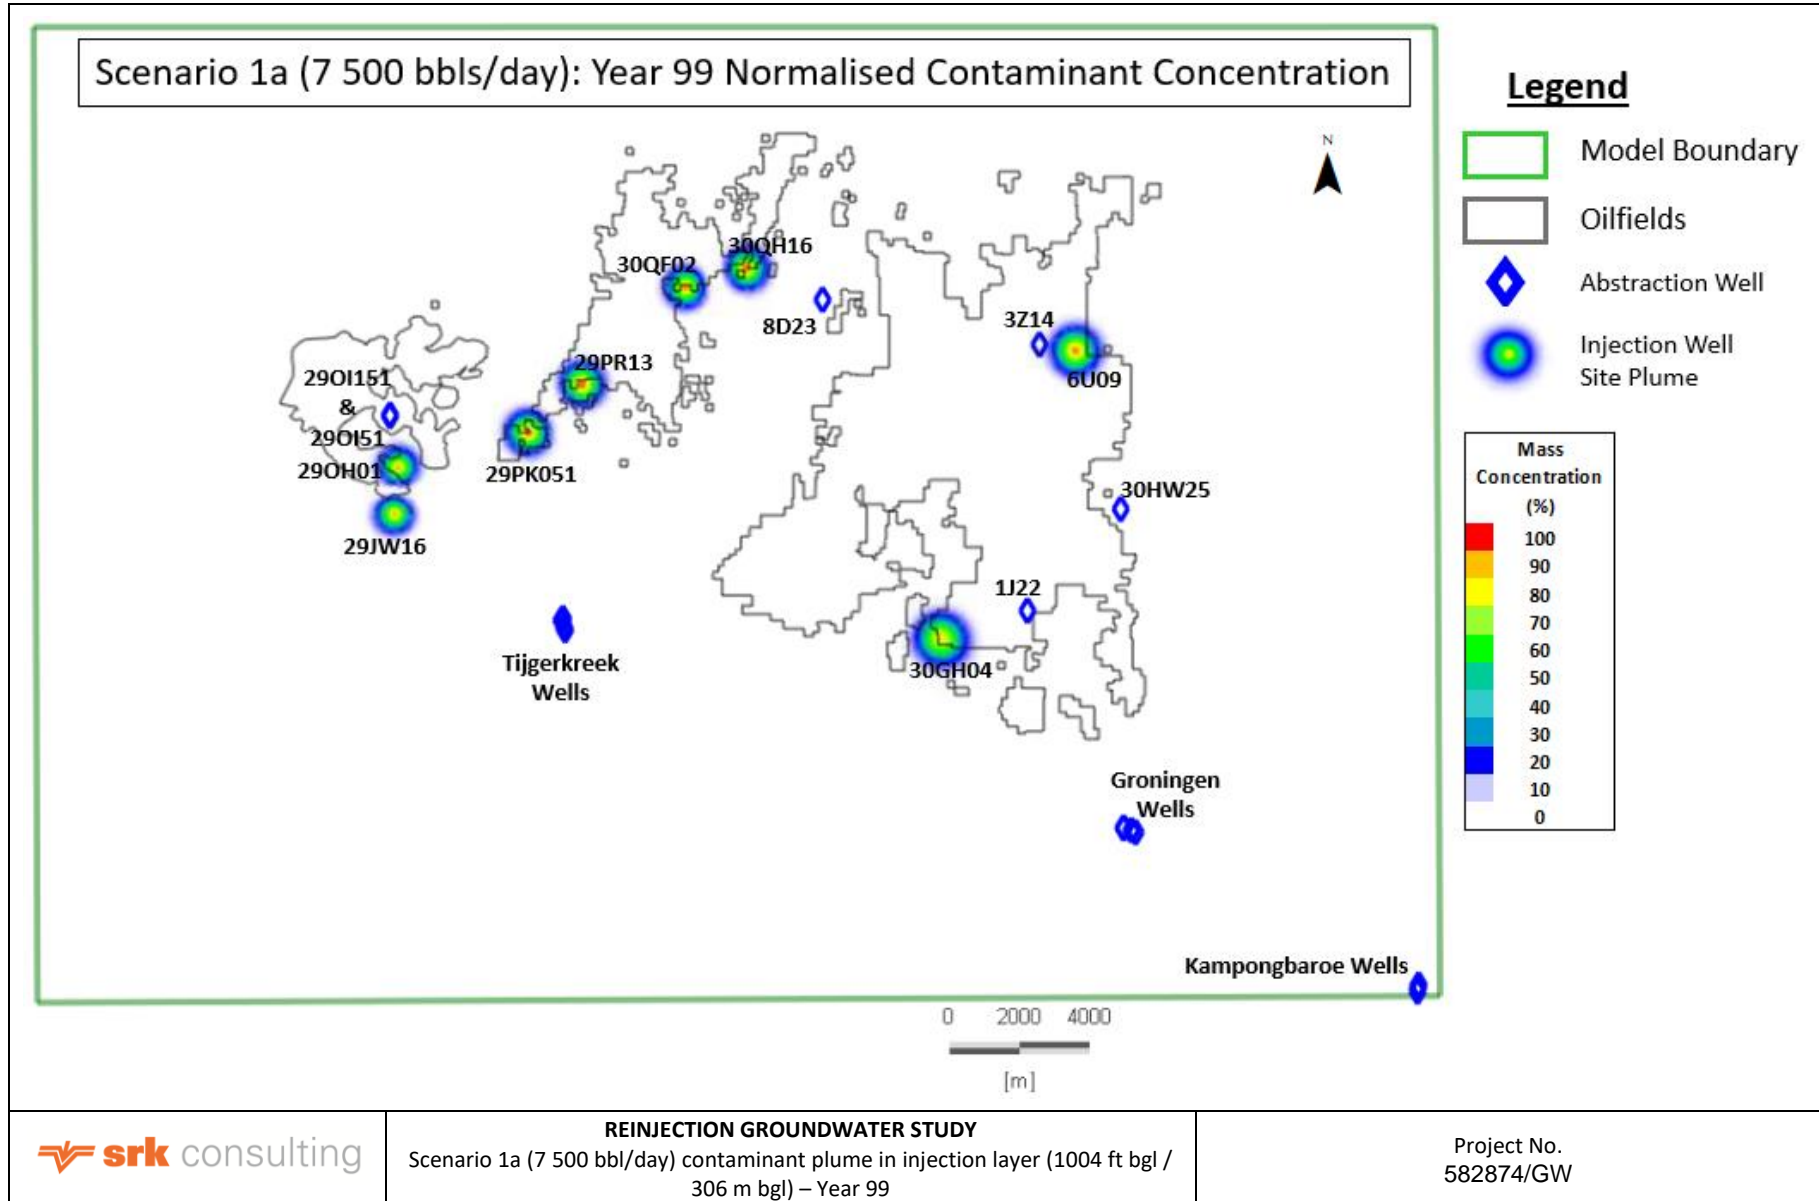 Scenario 1a (7 500 bbls/day): Year 99 Normalised Contaminant Concentration
Legend
Model Boundary
Oilfields
Abstraction Well
Injection Well
Site Plume
Mass
Concentration
(%)
100
90
80
70
60
50
40
30
20
10
0
N
30QH16
30QF02
8D23
3Z14
6U09
29PR13
29OI151
&
29OI51
29OH01
29PK051
29JW16
30HW25
1J22
30GH04
Tijgerkreek
Wells
Groningen
Wells
Kampongbaroe Wells
0 2000 4000
[m]
srk consulting
REINJECTION GROUNDWATER STUDY
Scenario 1a (7 500 bbl/day) contaminant plume in injection layer (1004 ft bgl /
306 m bgl) – Year 99
Project No.
582874/GW